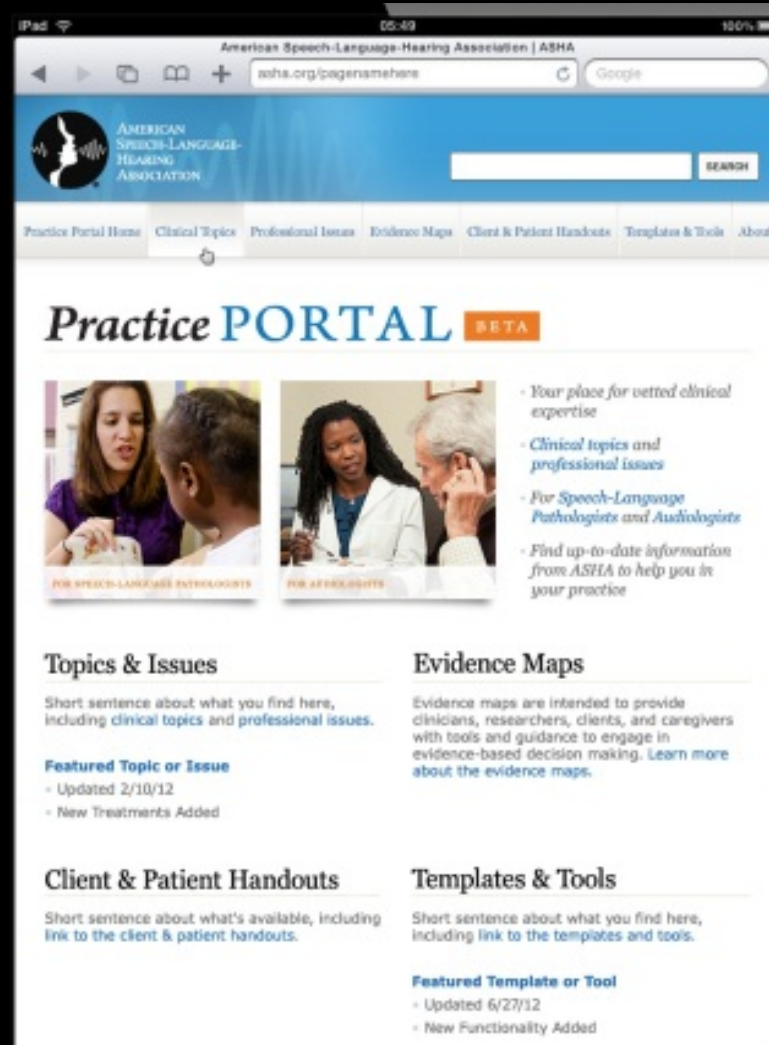 iPad
05:49
100%
American Speech-Language-Hearing Association | ASHA
asha.org/pagenamehere
Google
AMERICAN
SPEECH-LANGUAGE-
HEARING
ASSOCIATION
SEARCH
Practice Portal Home Clinical Topics Professional Issues Evidence Maps Client & Patient Handouts Templates & Tools About
Practice PORTAL BETA
FOR SPEECH-LANGUAGE PATHOLOGISTS
FOR AUDIOLOGISTS
- Your place for vetted clinical
expertise
- Clinical topics and
professional issues
- For Speech-Language
Pathologists and Audiologists
- Find up-to-date information
from ASHA to help you in
your practice
Topics & Issues
Short sentence about what you find here,
including clinical topics and professional issues.
Featured Topic or Issue
- Updated 2/10/12
- New Treatments Added
Evidence Maps
Evidence maps are intended to provide
clinicians, researchers, clients, and caregivers
with tools and guidance to engage in
evidence-based decision making. Learn more
about the evidence maps.
Client & Patient Handouts
Short sentence about what's available, including
link to the client & patient handouts.
Templates & Tools
Short sentence about what you find here,
including link to the templates and tools.
Featured Template or Tool
- Updated 6/27/12
- New Functionality Added